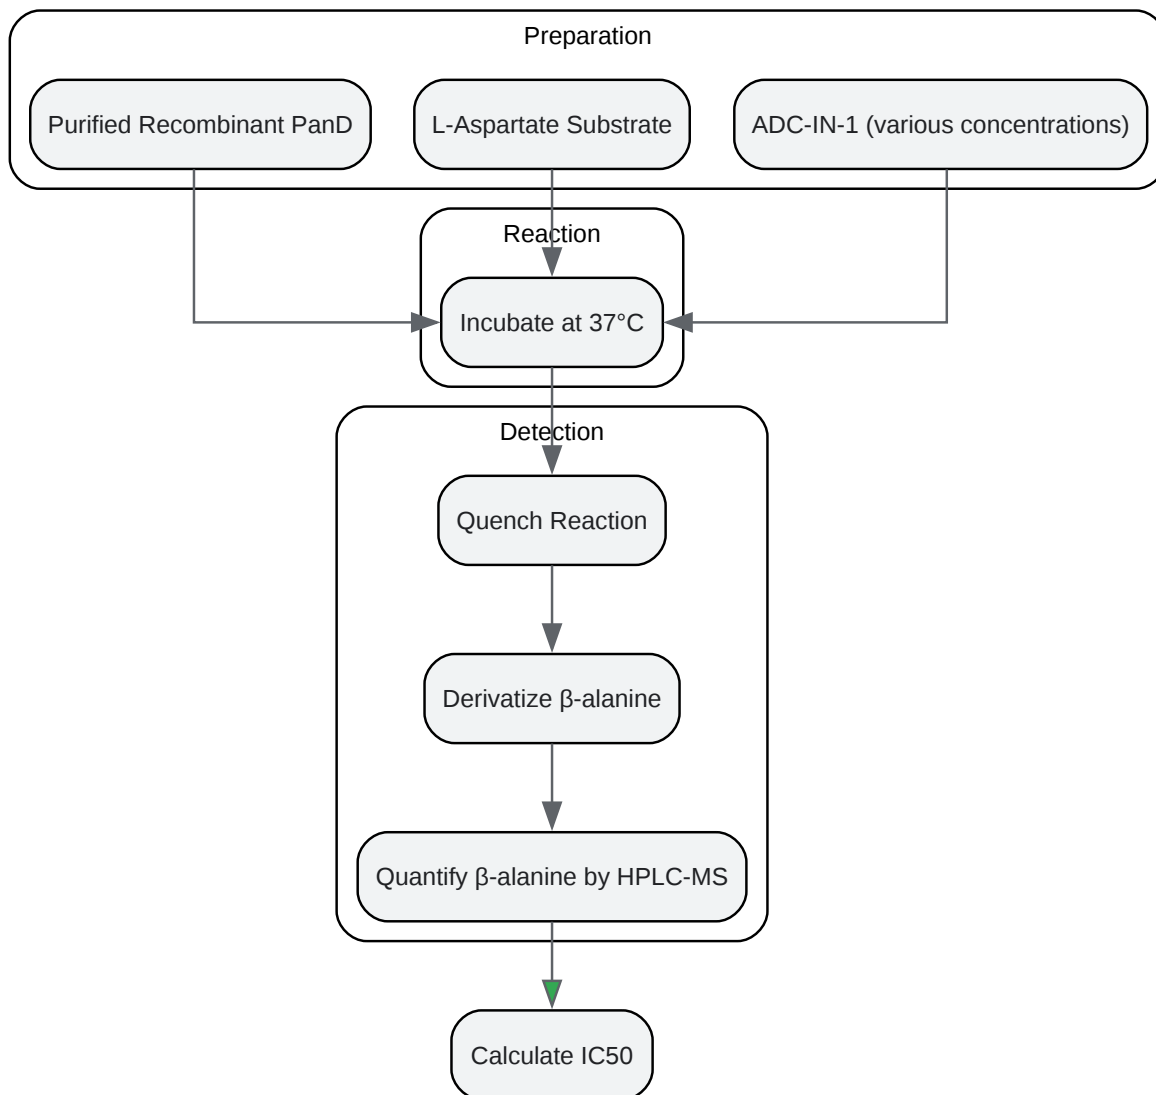 Preparation
Purified Recombinant PanD
L-Aspartate Substrate
ADC-IN-1 (various concentrations)
Reaction
Incubate at 37°C
Detection
Quench Reaction
Derivatize β-alanine
Quantify β-alanine by HPLC-MS
Calculate IC50